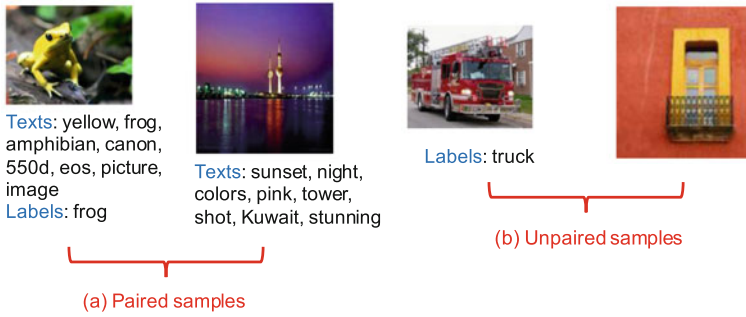 Texts: yellow, frog,
amphibian, canon,
550d, eos, picture,
image
Labels: frog
Texts: sunset, night,
colors, pink, tower,
shot, Kuwait, stunning
(a) Paired samples
Labels: truck
(b) Unpaired samples